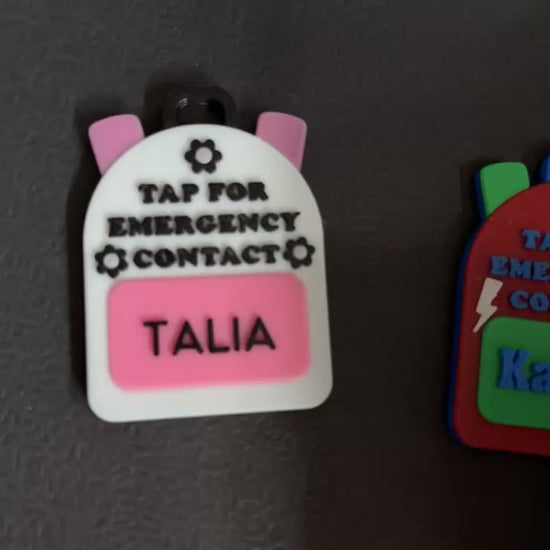 TAP FOR
EMERGENCY
CONTACT
TALIA